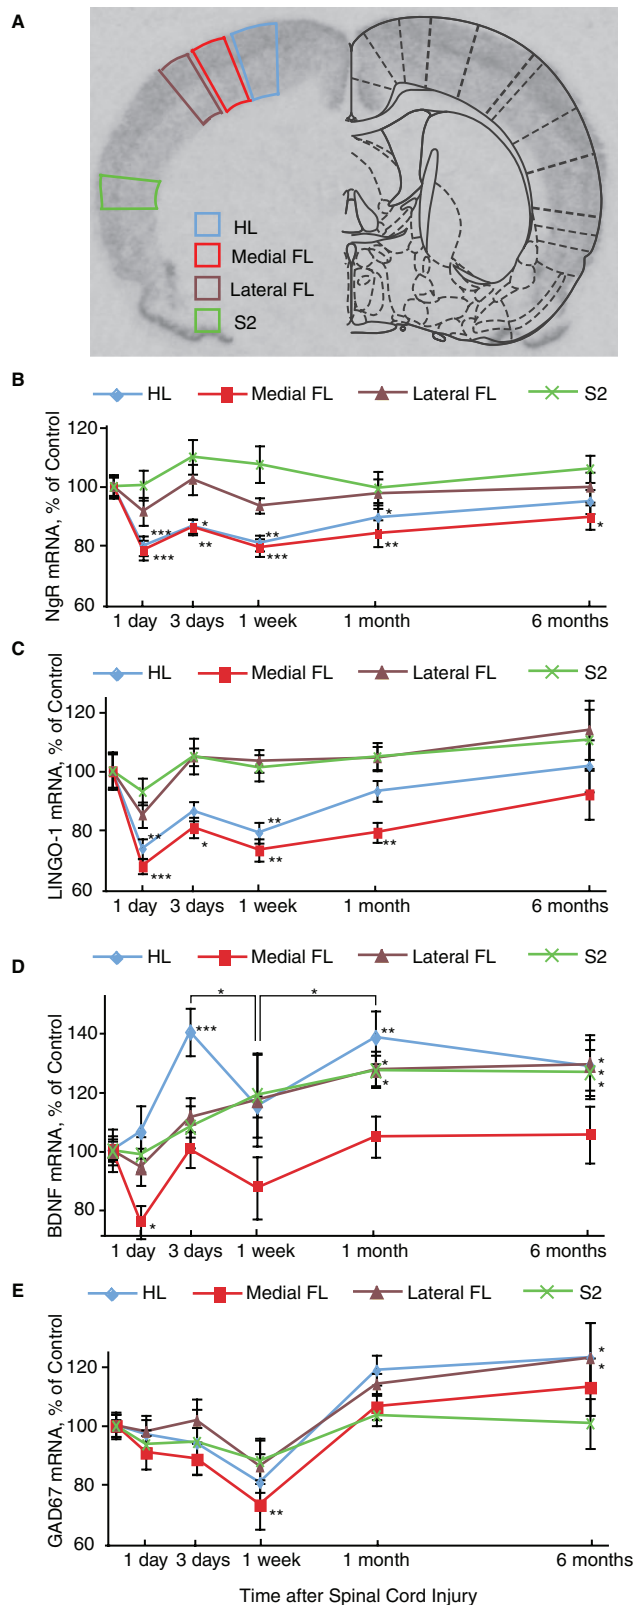 A
HL
Medial FL
Lateral FL
S2
B
HL Medial FL Lateral FL S2
NgR mRNA, % of Control
120
100
80
60
*** *** * ** ** *** * ** *
1 day 3 days 1 week 1 month 6 months
C
HL Medial FL Lateral FL S2
LINGO-1 mRNA, % of Control
120
100
80
60
** *** * ** ** **
1 day 3 days 1 week 1 month 6 months
D
HL Medial FL Lateral FL S2
BDNF mRNA, % of Control
* *
140
120
100
80
* *** ** * * * * *
1 day 3 days 1 week 1 month 6 months
E
HL Medial FL Lateral FL S2
GAD67 mRNA, % of Control
120
100
80
60
** * *
1 day 3 days 1 week 1 month 6 months
Time after Spinal Cord Injury